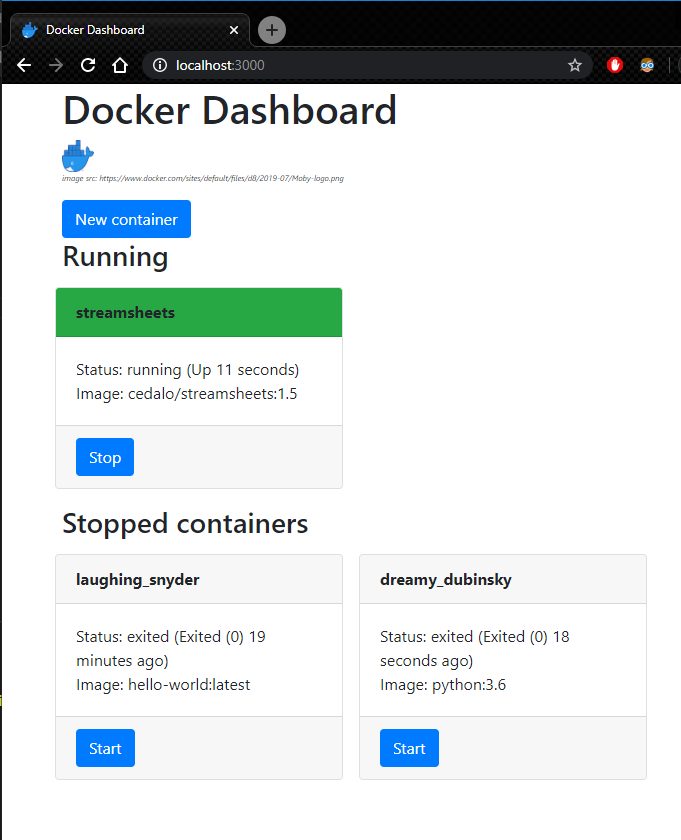 Docker Dashboard
localhost:3000
Docker Dashboard
image src: https://www.docker.com/sites/default/files/d8/2019-07/Moby-logo.png
New container
Running
streamsheets
Status: running (Up 11 seconds)
Image: cedalo/streamsheets:1.5
Stop
Stopped containers
laughing_snyder
Status: exited (Exited (0) 19
minutes ago)
Image: hello-world:latest
Start
dreamy_dubinsky
Status: exited (Exited (0) 18
seconds ago)
Image: python:3.6
Start